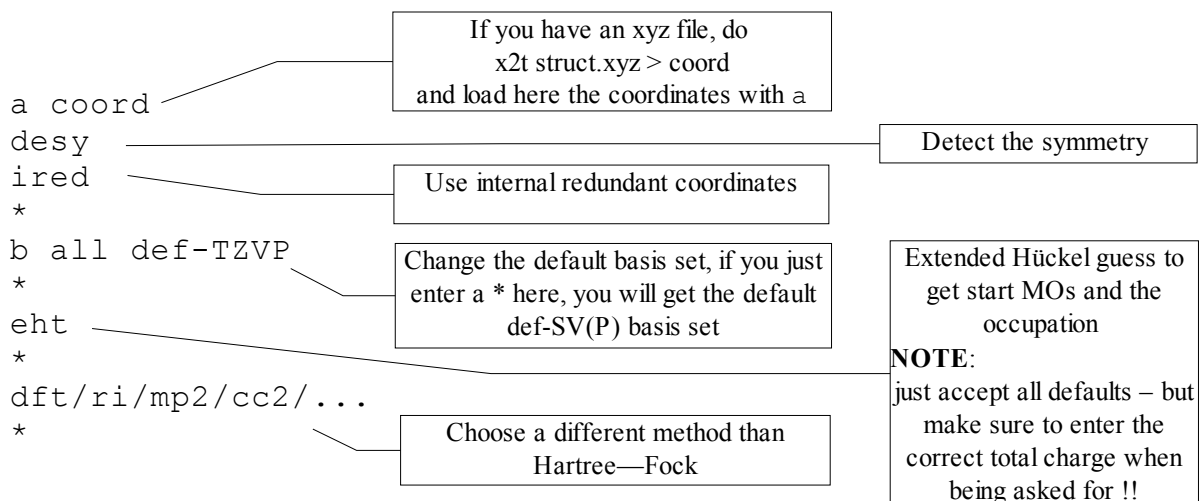 If you have an xyz file, do
x2t struct.xyz > coord
and load here the coordinates with a
a coord
desy
Detect the symmetry
ired
Use internal redundant coordinates
*
b all def-TZVP
Change the default basis set, if you just
enter a * here, you will get the default
def-SV(P) basis set
*
eht
Extended Hückel guess to
get start MOs and the
occupation
NOTE:
just accept all defaults – but
make sure to enter the
correct total charge when
being asked for !!
*
dft/ri/mp2/cc2/...
*
Choose a different method than
Hartree—Fock